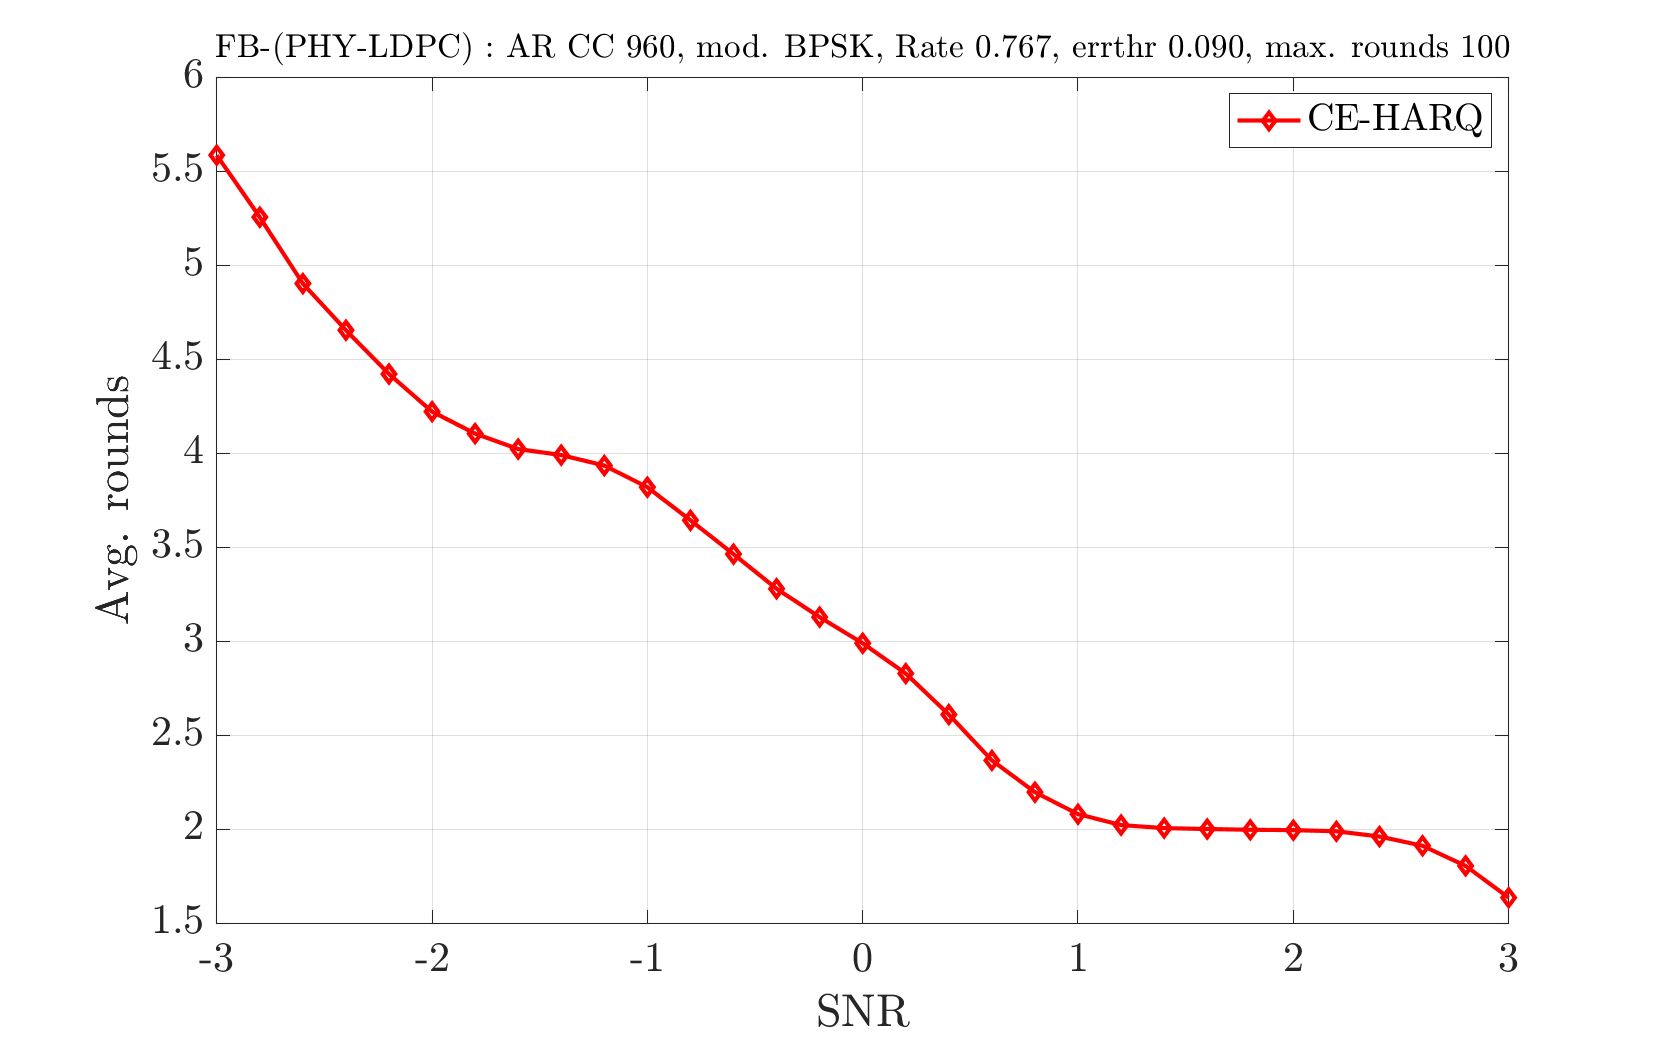 FB-(PHY-LDPC) : AR CC 960, mod. BPSK, Rate 0.767, errthr 0.090, max. rounds 100
CE-HARQ
Avg. rounds
6
5.5
5
4.5
4
3.5
3
2.5
2
1.5
-3 -2 -1 0 1 2 3
SNR